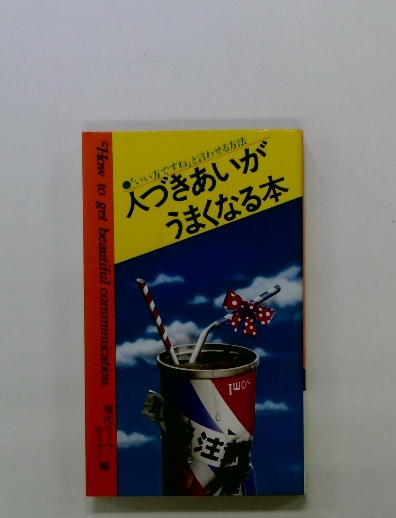 ●「いい方ですね」と言わせる方法
人づきあいが
うまくなる本
How to get beautiful communication.
注